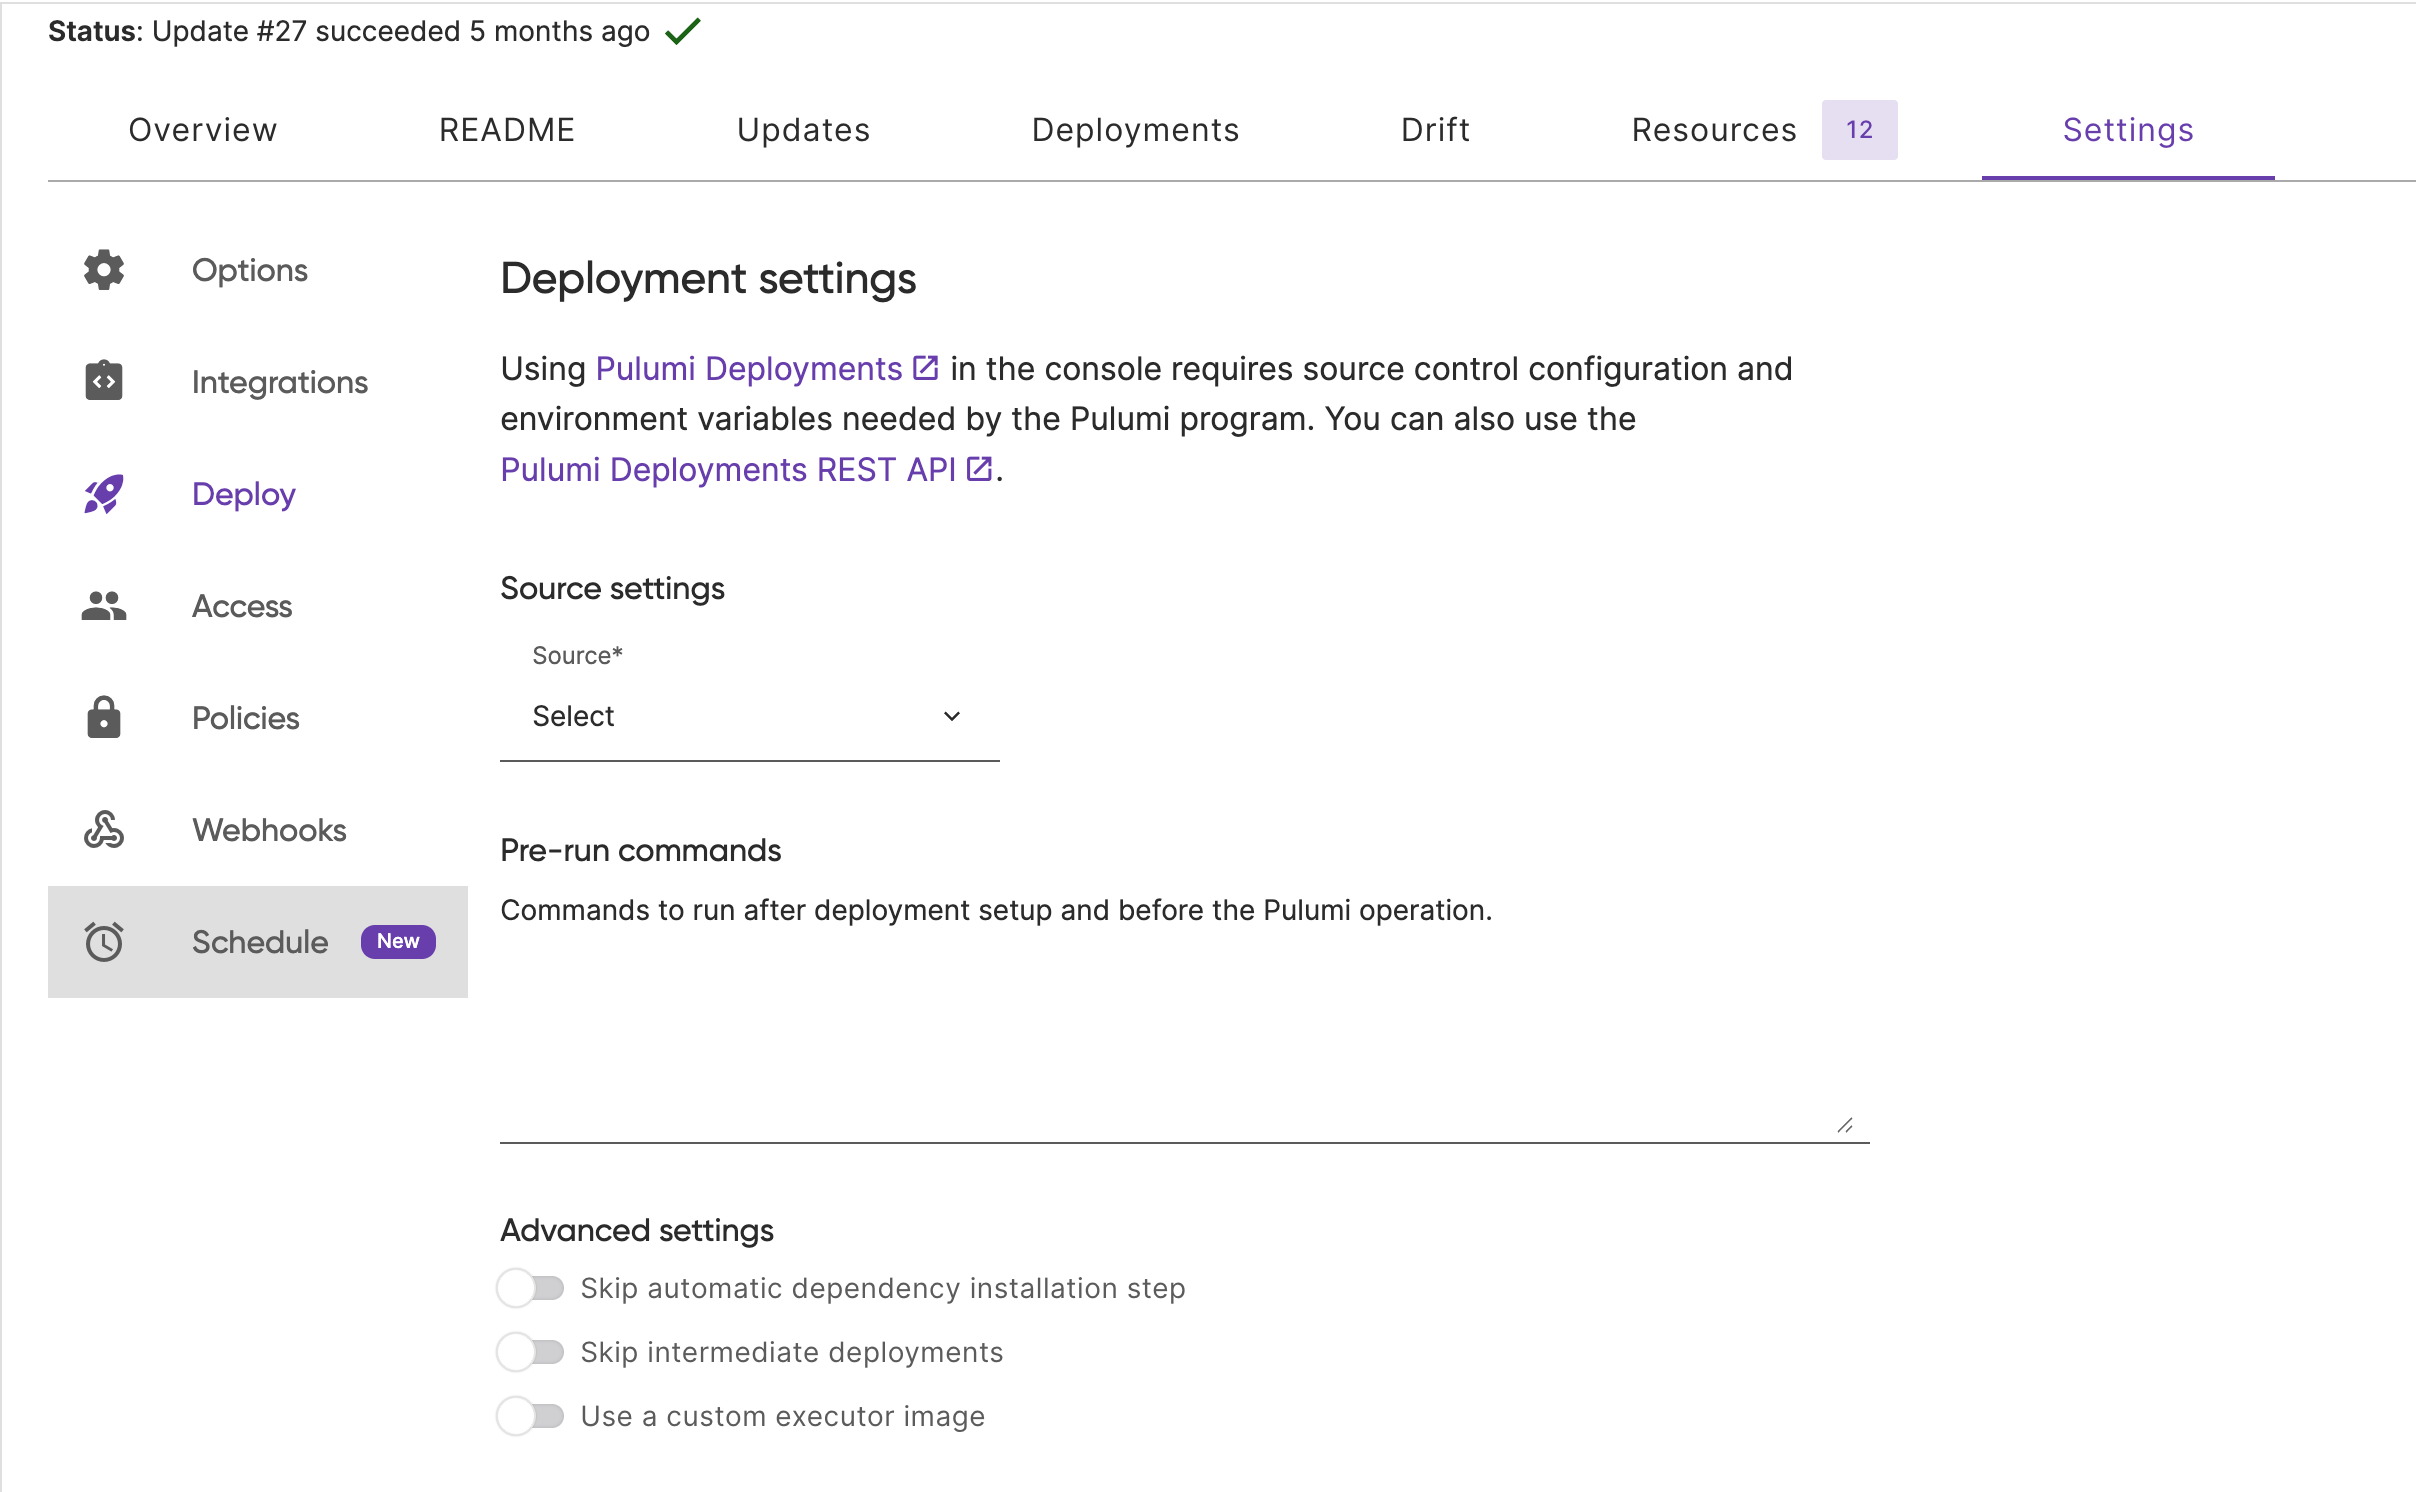 Status: Update #27 succeeded 5 months ago
Overview README Updates Deployments Drift Resources 12 Settings
Options
Integrations
Deploy
Access
Policies
Webhooks
Schedule New
Deployment settings
Using Pulumi Deployments in the console requires source control configuration and
environment variables needed by the Pulumi program. You can also use the
Pulumi Deployments REST API.
Source settings
Source*
Select
Pre-run commands
Commands to run after deployment setup and before the Pulumi operation.
Advanced settings
Skip automatic dependency installation step
Skip intermediate deployments
Use a custom executor image